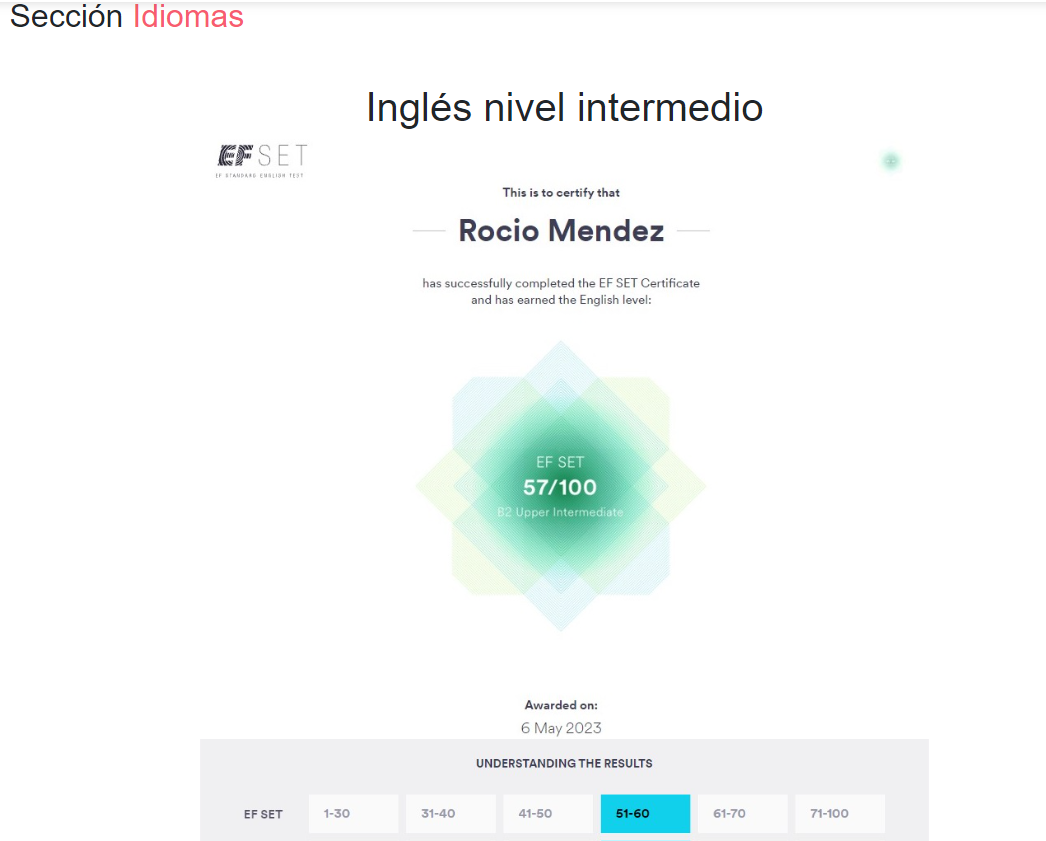 Sección Idiomas
Inglés nivel intermedio
EFSET
EF STANDARD ENGLISH TEST
This is to certify that
Rocio Mendez
has successfully completed the EF SET Certificate
and has earned the English level:
EF SET
57/100
B2 Upper Intermediate
Awarded on:
6 May 2023
UNDERSTANDING THE RESULTS
EF SET 1-30 31-40 41-50 51-60 61-70 71-100